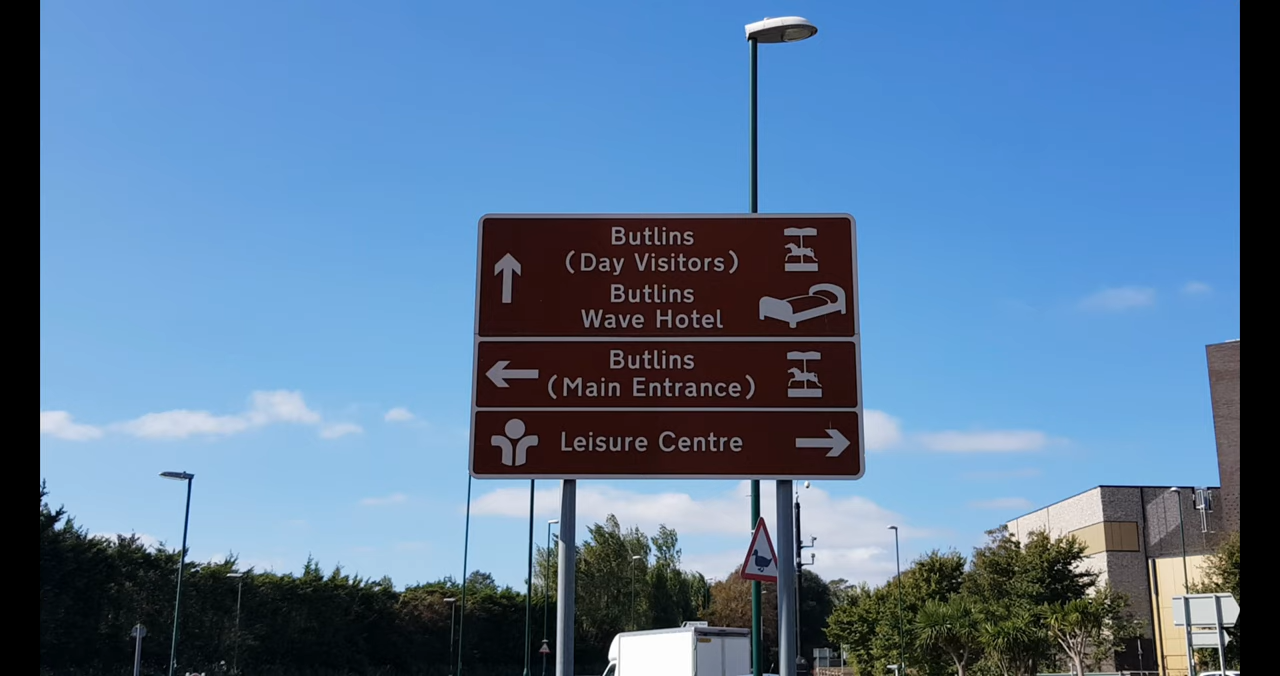 Butlins
(Day Visitors)
Butlins
Wave Hotel
Butlins
(Main Entrance)
Leisure Centre